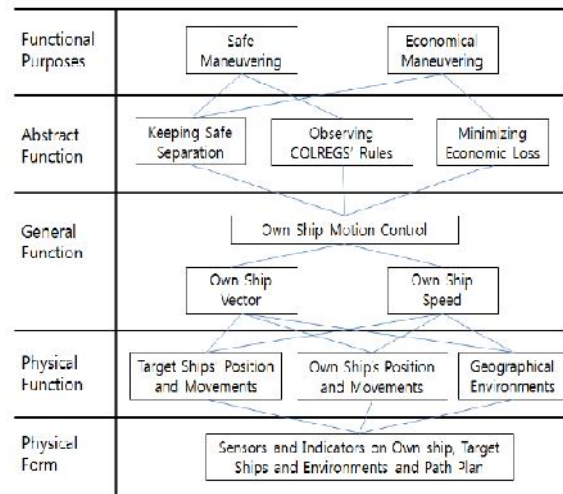 Functional
Purposes
Safe
Maneuvering
Economical
Maneuvering
Abstract
Function
Keeping Safe
Separation
Observing
COLREGS' Rules
Minimizing
Economic Loss
General
Function
Own Ship Motion Control
Own Ship
Vector
Own Ship
Speed
Physical
Function
Target Ships' Position
and Movements
Own Ship's Position
and Movements
Geographical
Environments
Physical
Form
Sensors and Indicators on Own ship, Target
Ships and Environments and Path Plan